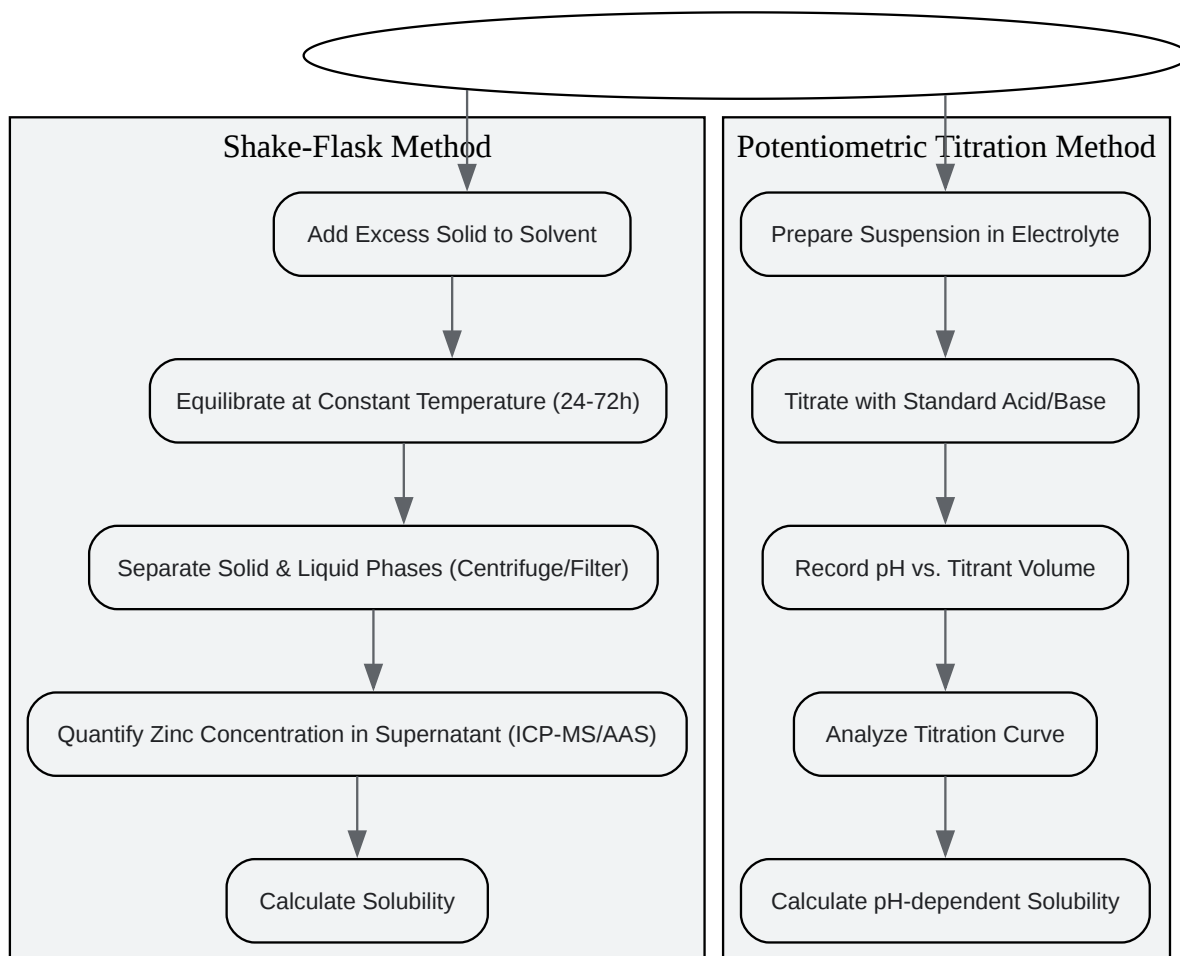 Shake-Flask Method
Add Excess Solid to Solvent
Equilibrate at Constant Temperature (24-72h)
Separate Solid & Liquid Phases (Centrifuge/Filter)
Quantify Zinc Concentration in Supernatant (ICP-MS/AAS)
Calculate Solubility
Potentiometric Titration Method
Prepare Suspension in Electrolyte
Titrate with Standard Acid/Base
Record pH vs. Titrant Volume
Analyze Titration Curve
Calculate pH-dependent Solubility